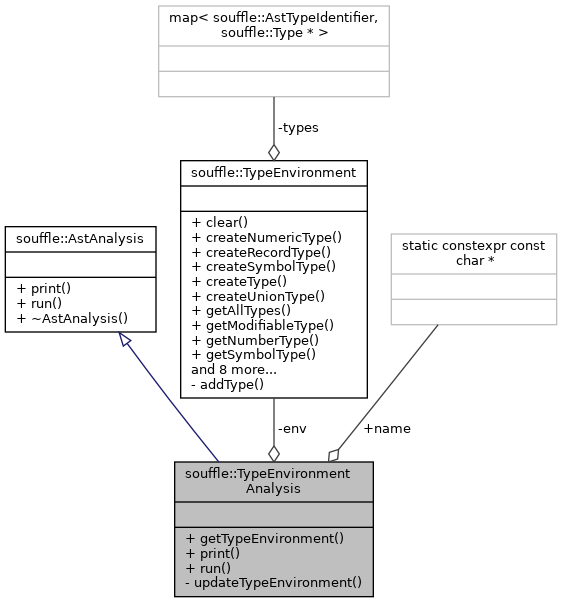 map< souffle::AstTypeIdentifier,
souffle::Type * >
-types
souffle::TypeEnvironment
+ clear()
+ createNumericType()
+ createRecordType()
+ createSymbolType()
+ createType()
+ createUnionType()
+ getAllTypes()
+ getModifiableType()
+ getNumberType()
+ getSymbolType()
and 8 more...
- addType()
souffle::AstAnalysis
+ print()
+ run()
+ ~AstAnalysis()
static constexpr const
char *
-env
+name
souffle::TypeEnvironment
Analysis
+ getTypeEnvironment()
+ print()
+ run()
- updateTypeEnvironment()